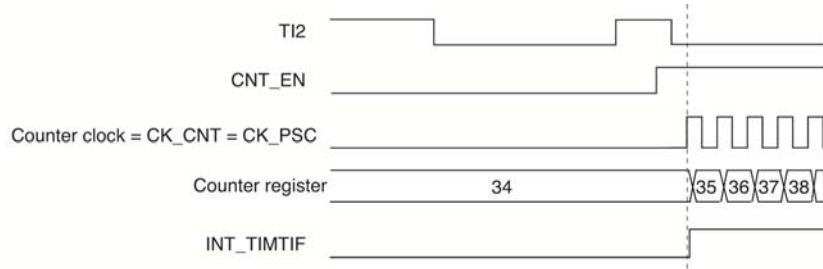 TI2
CNT_EN
Counter clock = CK_CNT = CK_PSC
Counter register 34 35 36 37 38
INT_TIMTIF